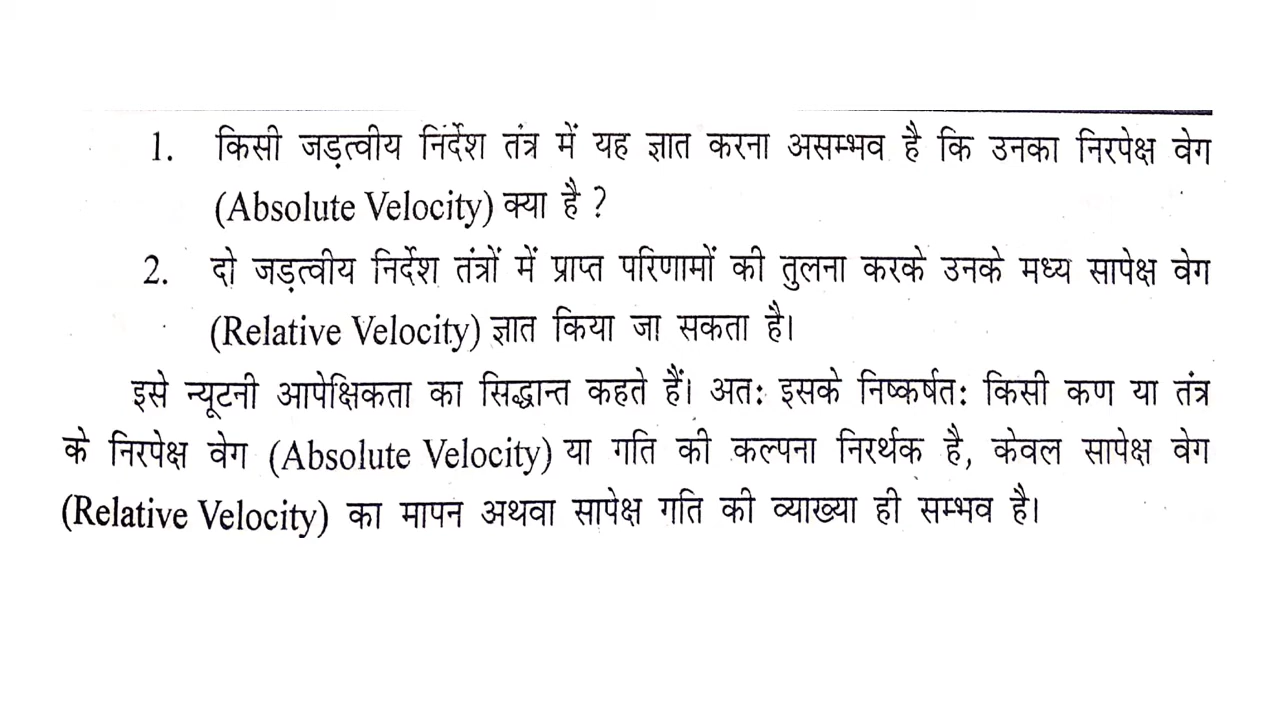 1. किसी जड़त्वीय निर्देश तंत्र में यह ज्ञात करना असम्भव है कि उनका निरपेक्ष वेग
(Absolute Velocity) क्या है ?
2. दो जड़त्वीय निर्देश तंत्रों में प्राप्त परिणामों की तुलना करके उनके मध्य सापेक्ष वेग
(Relative Velocity) ज्ञात किया जा सकता है।
इसे न्यूटनी आपेक्षिकता का सिद्धान्त कहते हैं। अतः इसके निष्कर्षतः किसी कण या तंत्र
के निरपेक्ष वेग (Absolute Velocity) या गति की कल्पना निरर्थक है, केवल सापेक्ष वेग
(Relative Velocity) का मापन अथवा सापेक्ष गति की व्याख्या ही सम्भव है।